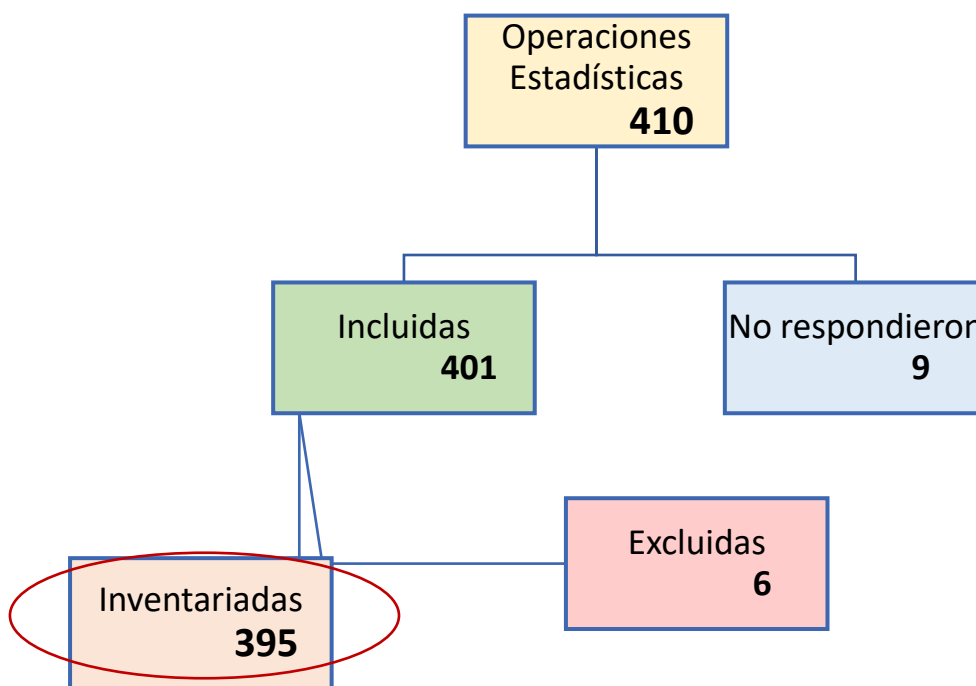 Operaciones
Estadísticas
410
Incluidas
401
No respondieron
9
Excluidas
6
Inventariadas
395